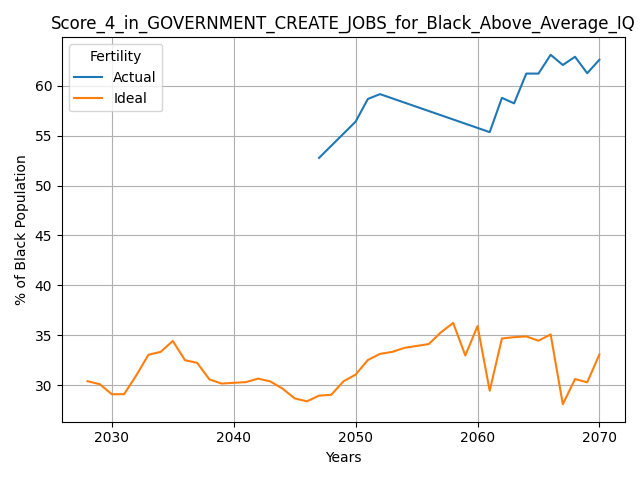 Score_4_in_GOVERNMENT_CREATE_JOBS_for_Black_Above_Average_IQ
Fertility
Actual
Ideal
% of Black Population
60
55
50
45
40
35
30
2030
2040
2050
2060
2070
Years